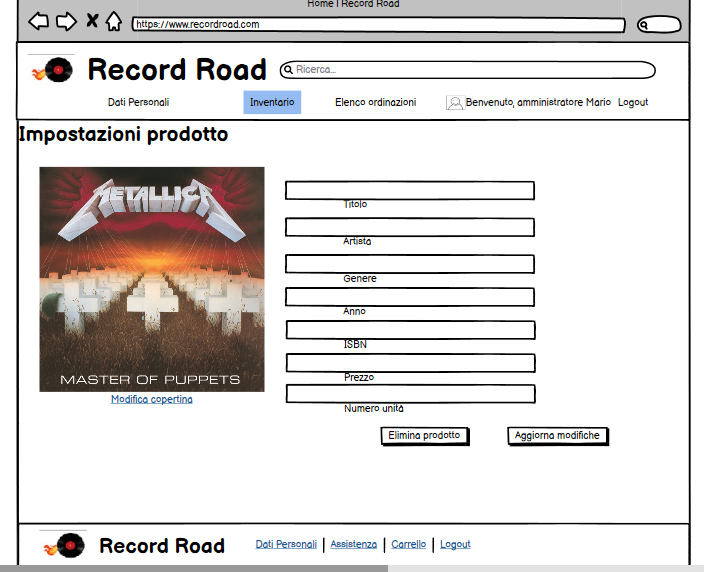 Home | Record Road
https://www.recordroad.com
Record Road
Ricerca...
Dati Personali Inventario Elenco ordinazioni Benvenuto, amministratore Mario Logout
Impostazioni prodotto
METALLICA
MASTER OF PUPPETS
Modifica copertina
Titolo
Artista
Genere
Anno
ISBN
Prezzo
Numero unità
Elimina prodotto Aggiorna modifiche
Record Road Dati Personali | Assistenza | Carrello | Logout